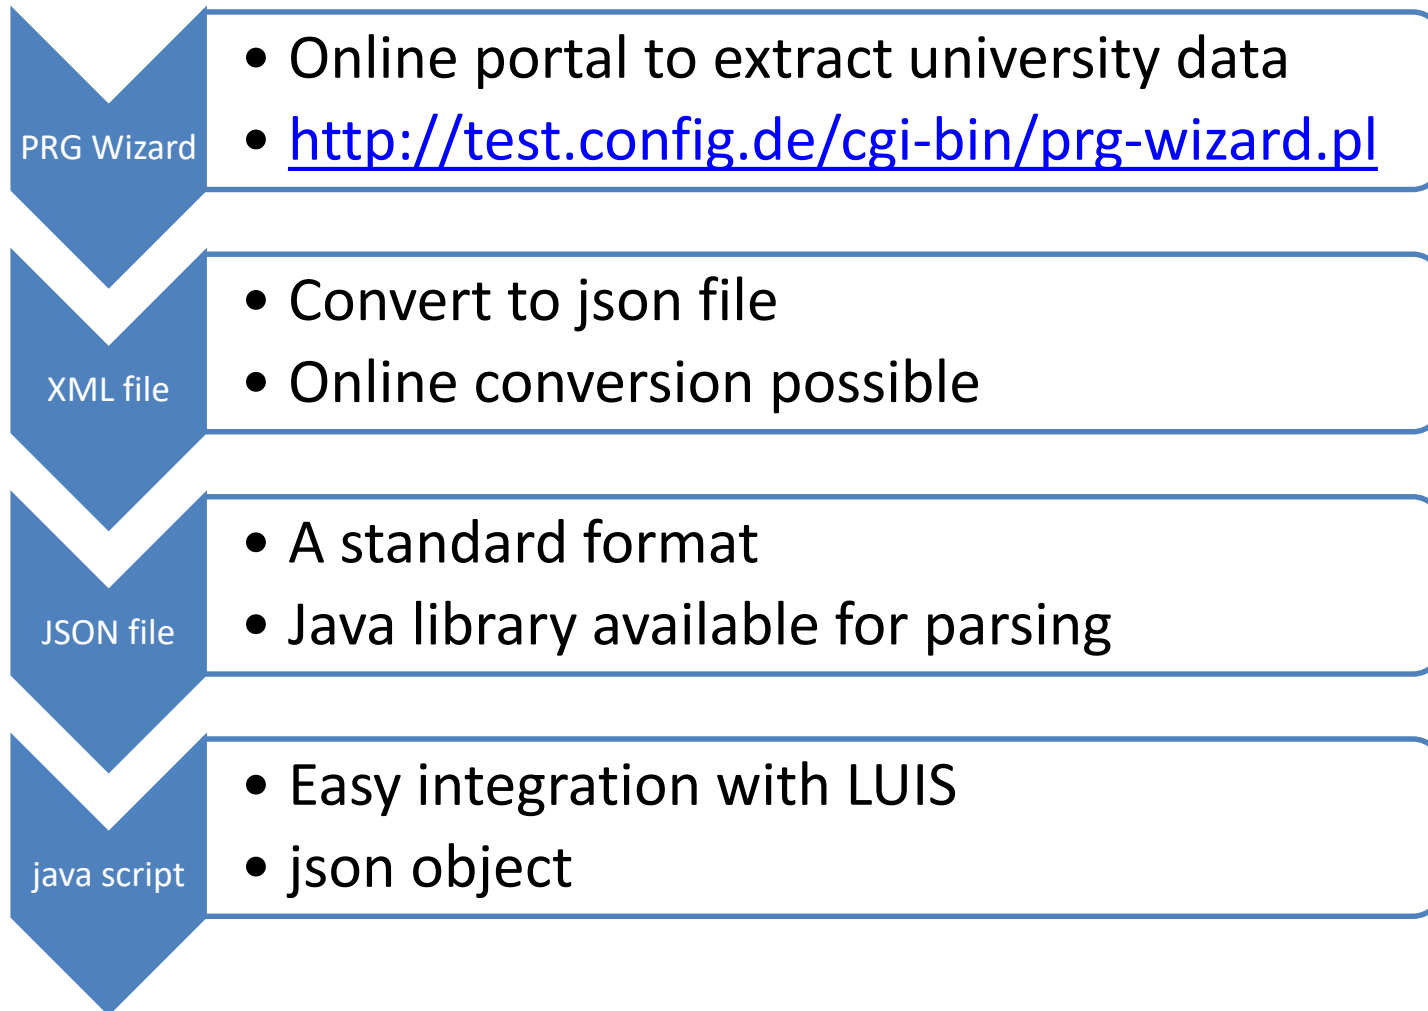 PRG Wizard
• Online portal to extract university data
• http://test.config.de/cgi-bin/prg-wizard.pl
XML file
• Convert to json file
• Online conversion possible
JSON file
• A standard format
• Java library available for parsing
java script
• Easy integration with LUIS
• json object